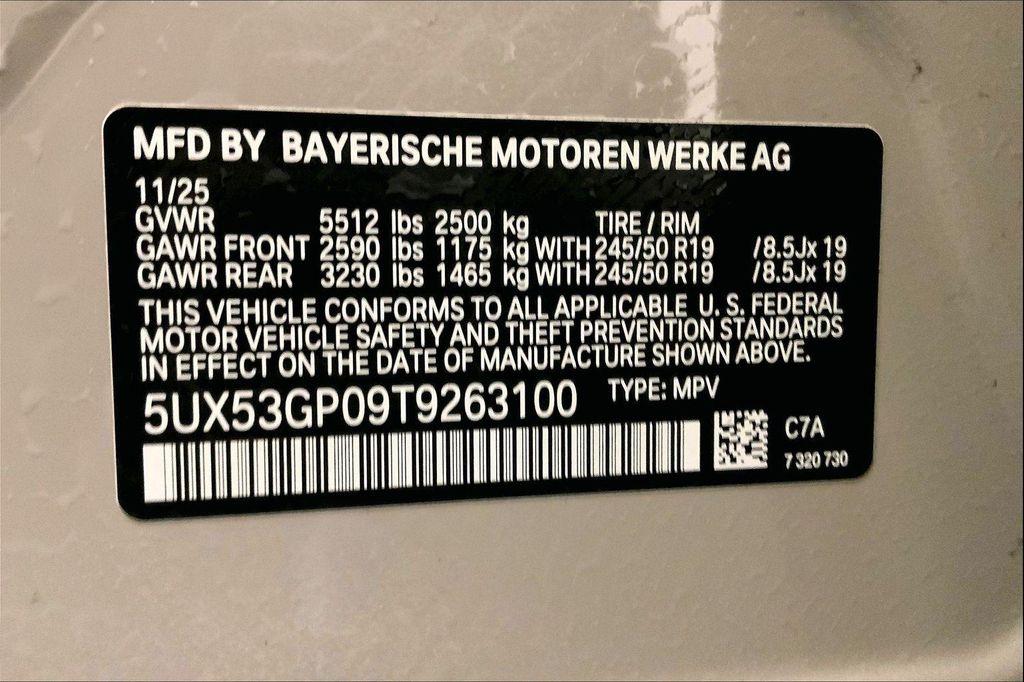 MFD BY BAYERISCHE MOTOREN WERKE AG
11/25
GVWR 5512 lbs 2500 kg TIRE / RIM
GAWR FRONT 2590 lbs 1175 kg WITH 245/50 R19 /8.5Jx 19
GAWR REAR 3230 lbs 1465 kg WITH 245/50 R19 /8.5Jx 19
THIS VEHICLE CONFORMS TO ALL APPLICABLE U. S. FEDERAL
MOTOR VEHICLE SAFETY AND THEFT PREVENTION STANDARDS
IN EFFECT ON THE DATE OF MANUFACTURE SHOWN ABOVE.
5UX53GP09T9263100 TYPE: MPV
C7A
7 320 730